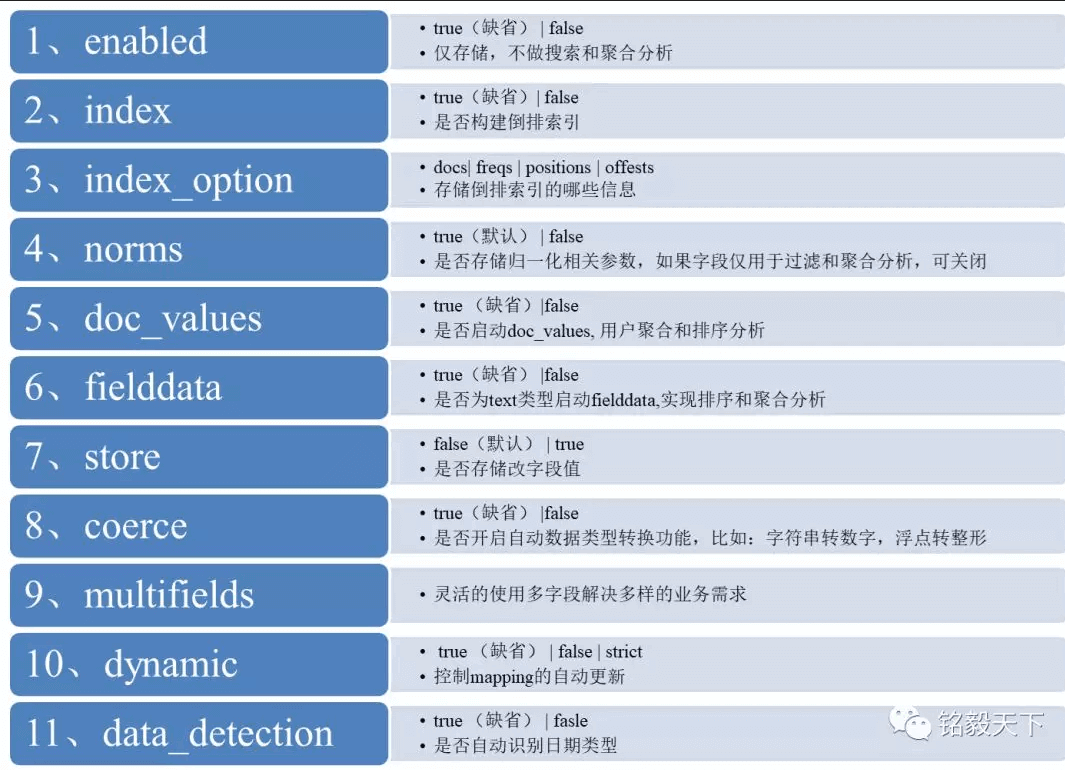 1、enabled
• true（缺省） | false
• 仅存储，不做搜索和聚合分析
2、index
• true（缺省）| false
• 是否构建倒排索引
3、index_option
• docs| freqs | positions | offests
• 存储倒排索引的哪些信息
4、norms
• true（默认） | false
• 是否存储归一化相关参数，如果字段仅用于过滤和聚合分析，可关闭
5、doc_values
• true （缺省）|false
• 是否启动doc_values, 用户聚合和排序分析
6、fielddata
• true（缺省） |false
• 是否为text类型启动fielddata,实现排序和聚合分析
7、store
• false（默认） | true
• 是否存储改字段值
8、coerce
• true（缺省） |false
• 是否开启自动数据类型转换功能，比如：字符串转数字，浮点转整形
9、multifields
• 灵活的使用多字段解决多样的业务需求
10、dynamic
• true （缺省） | false | strict
• 控制mapping的自动更新
11、data_detection
• true （缺省） | fasle
• 是否自动识别日期类型
铭毅天下